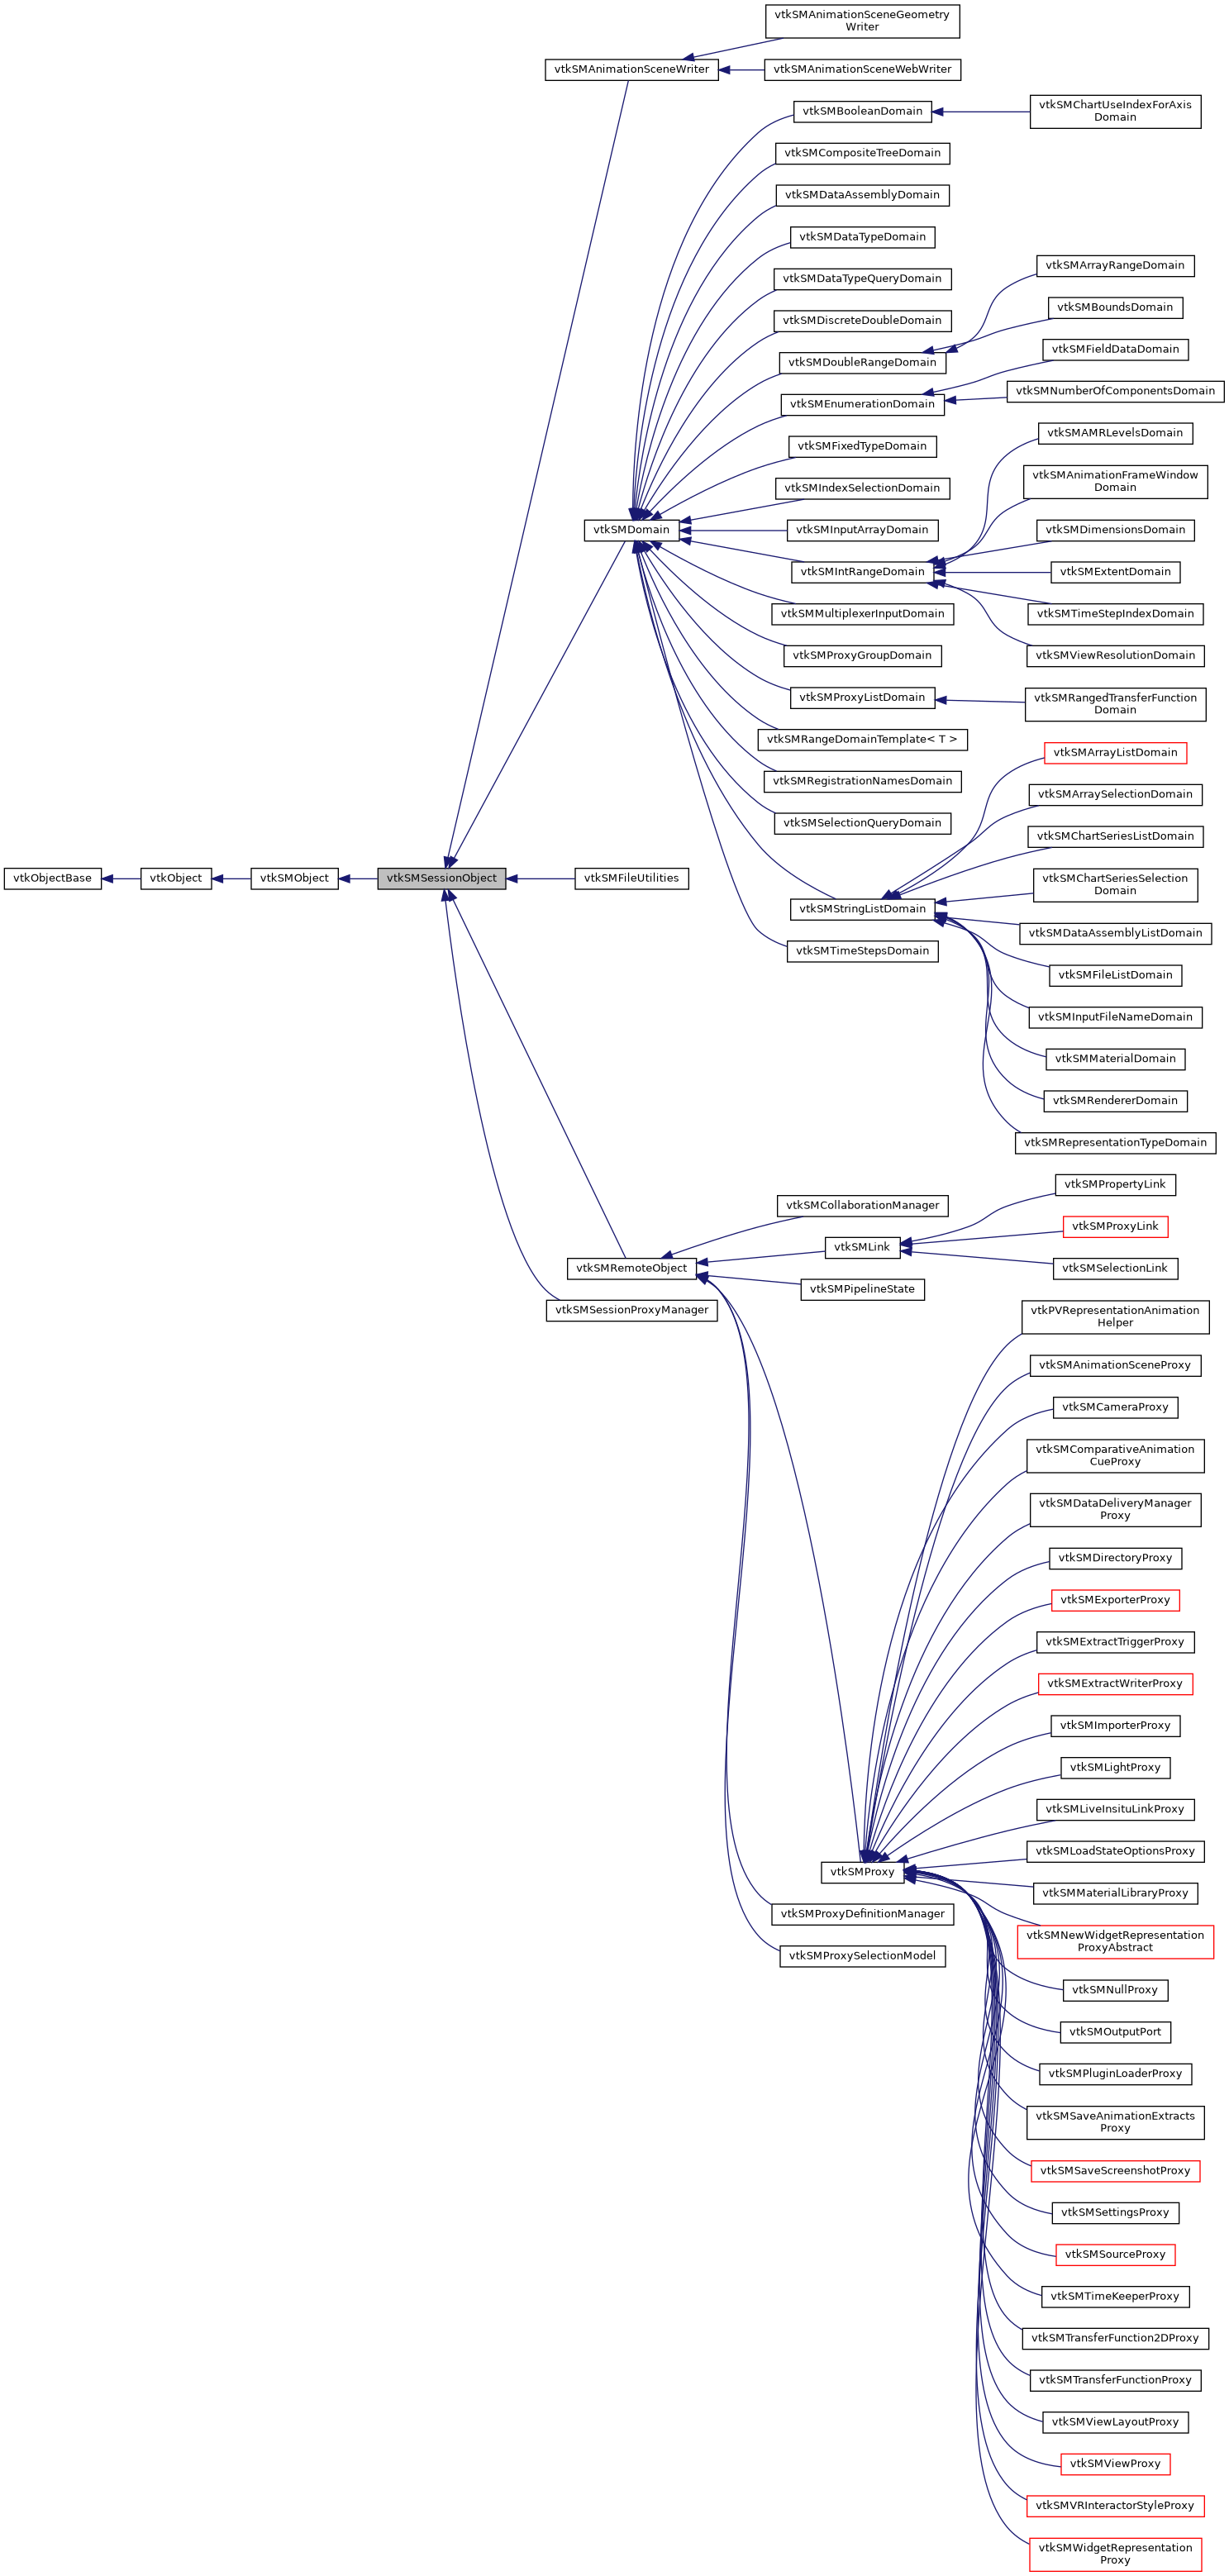 vtkSMAnimationSceneGeometry
Writer
vtkSMAnimationSceneWriter
vtkSMAnimationSceneWebWriter
vtkSMBooleanDomain
vtkSMChartUseIndexForAxis
Domain
vtkSMCompositeTreeDomain
vtkSMDataAssemblyDomain
vtkSMDataTypeDomain
vtkSMArrayRangeDomain
vtkSMDataTypeQueryDomain
vtkSMBoundsDomain
vtkSMDiscreteDoubleDomain
vtkSMFieldDataDomain
vtkSMDoubleRangeDomain
vtkSMNumberOfComponentsDomain
vtkSMEnumerationDomain
vtkSMAMRLevelsDomain
vtkSMFixedTypeDomain
vtkSMAnimationFrameWindow
Domain
vtkSMIndexSelectionDomain
vtkSMDomain
vtkSMInputArrayDomain
vtkSMDimensionsDomain
vtkSMIntRangeDomain
vtkSMExtentDomain
vtkSMMultiplexerInputDomain
vtkSMTimeStepIndexDomain
vtkSMProxyGroupDomain
vtkSMViewResolutionDomain
vtkSMProxyListDomain
vtkSMRangedTransferFunction
Domain
vtkSMRangeDomainTemplate< T >
vtkSMArrayListDomain
vtkSMRegistrationNamesDomain
vtkSMArraySelectionDomain
vtkSMSelectionQueryDomain
vtkSMChartSeriesListDomain
vtkObjectBase
vtkObject
vtkSMObject
vtkSMSessionObject
vtkSMFileUtilities
vtkSMChartSeriesSelection
Domain
vtkSMStringListDomain
vtkSMDataAssemblyListDomain
vtkSMTimeStepsDomain
vtkSMFileListDomain
vtkSMInputFileNameDomain
vtkSMMaterialDomain
vtkSMRendererDomain
vtkSMRepresentationTypeDomain
vtkSMPropertyLink
vtkSMCollaborationManager
vtkSMProxyLink
vtkSMLink
vtkSMRemoteObject
vtkSMSelectionLink
vtkSMPipelineState
vtkSMSessionProxyManager
vtkPVRepresentationAnimation
Helper
vtkSMAnimationSceneProxy
vtkSMCameraProxy
vtkSMComparativeAnimation
CueProxy
vtkSMDataDeliveryManager
Proxy
vtkSMDirectoryProxy
vtkSMExporterProxy
vtkSMExtractTriggerProxy
vtkSMExtractWriterProxy
vtkSMImporterProxy
vtkSMLightProxy
vtkSMLiveInsituLinkProxy
vtkSMLoadStateOptionsProxy
vtkSMProxy
vtkSMMaterialLibraryProxy
vtkSMProxyDefinitionManager
vtkSMNewWidgetRepresentation
ProxyAbstract
vtkSMProxySelectionModel
vtkSMNullProxy
vtkSMOutputPort
vtkSMPluginLoaderProxy
vtkSMSaveAnimationExtracts
Proxy
vtkSMSaveScreenshotProxy
vtkSMSettingsProxy
vtkSMSourceProxy
vtkSMTimeKeeperProxy
vtkSMTransferFunction2DProxy
vtkSMTransferFunctionProxy
vtkSMViewLayoutProxy
vtkSMViewProxy
vtkSMVRInteractorStyleProxy
vtkSMWidgetRepresentation
Proxy